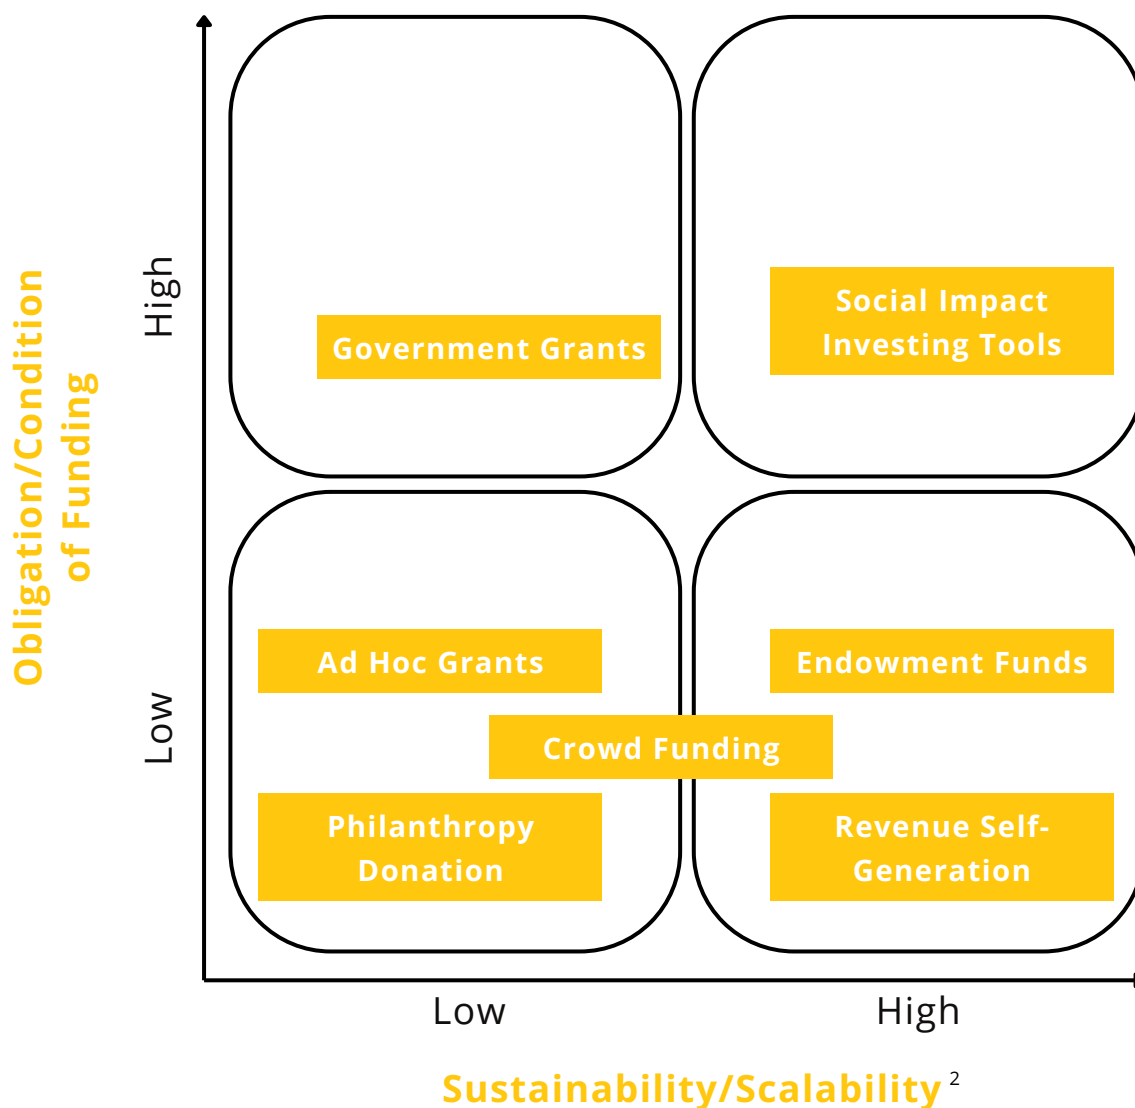 Obligation/Condition
of Funding
High
Low
Government Grants
Social Impact
Investing Tools
Ad Hoc Grants
Endowment Funds
Crowd Funding
Philanthropy
Donation
Revenue Self-
Generation
Low
High
Sustainability/Scalability 2